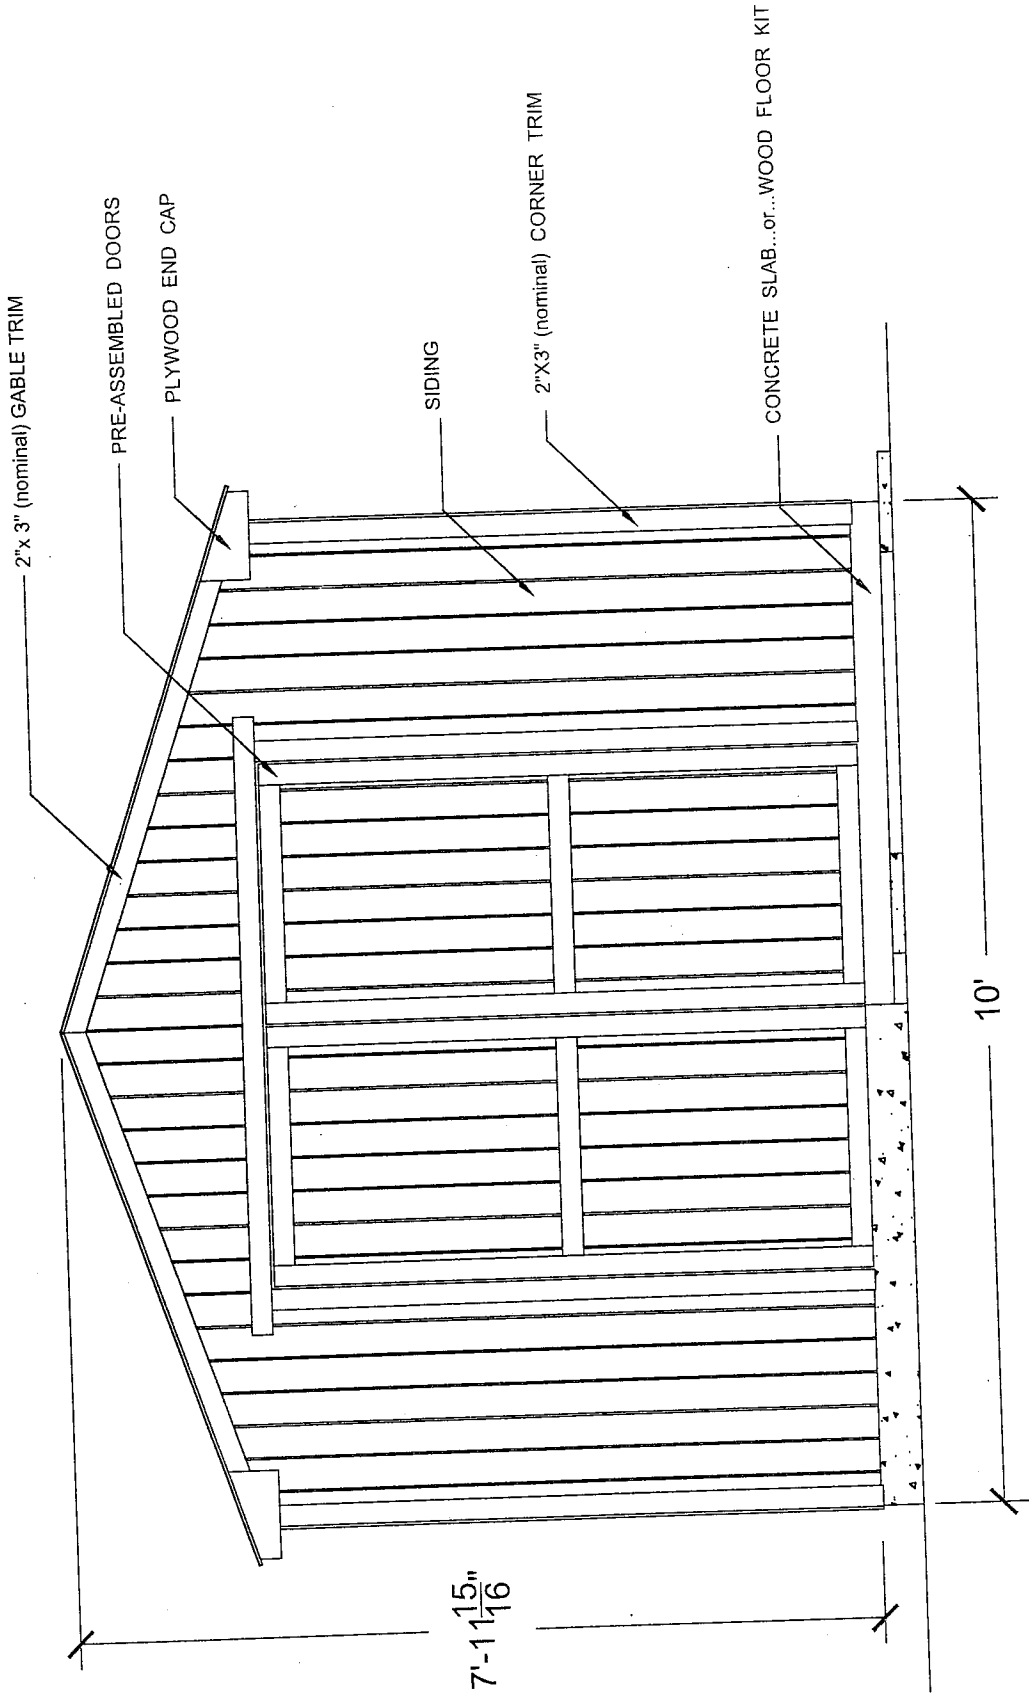 2"x 3" (nominal) GABLE TRIM
PRE-ASSEMBLED DOORS
PLYWOOD END CAP
SIDING
2"X3" (nominal) CORNER TRIM
CONCRETE SLAB...or...WOOD FLOOR KIT
7'-11 15/16"
10'